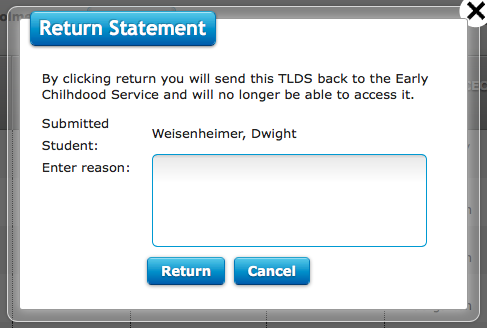 Return Statement
By clicking return you will send this TLDS back to the Early
Chilhdood Service and will no longer be able to access it.
Submitted
Student:
Weisenheimer, Dwight
Enter reason:
Return
Cancel